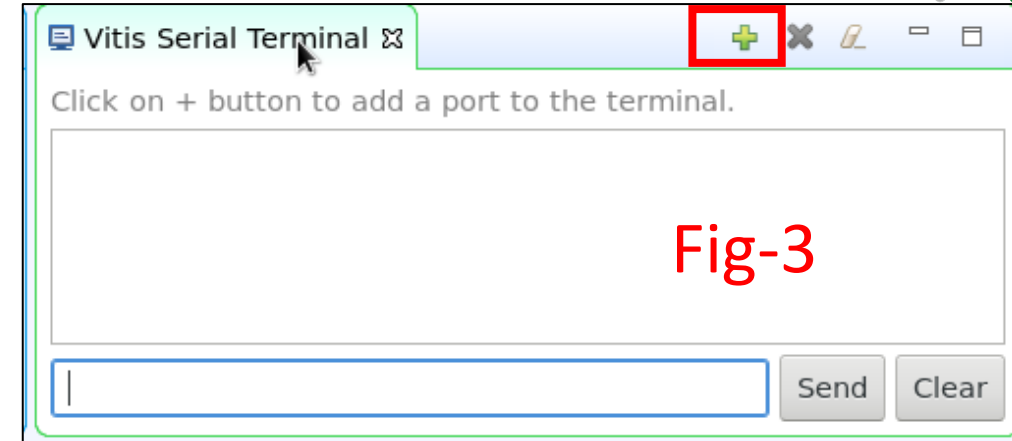 Vitis Serial Terminal
Click on + button to add a port to the terminal.
Fig-3
Send Clear